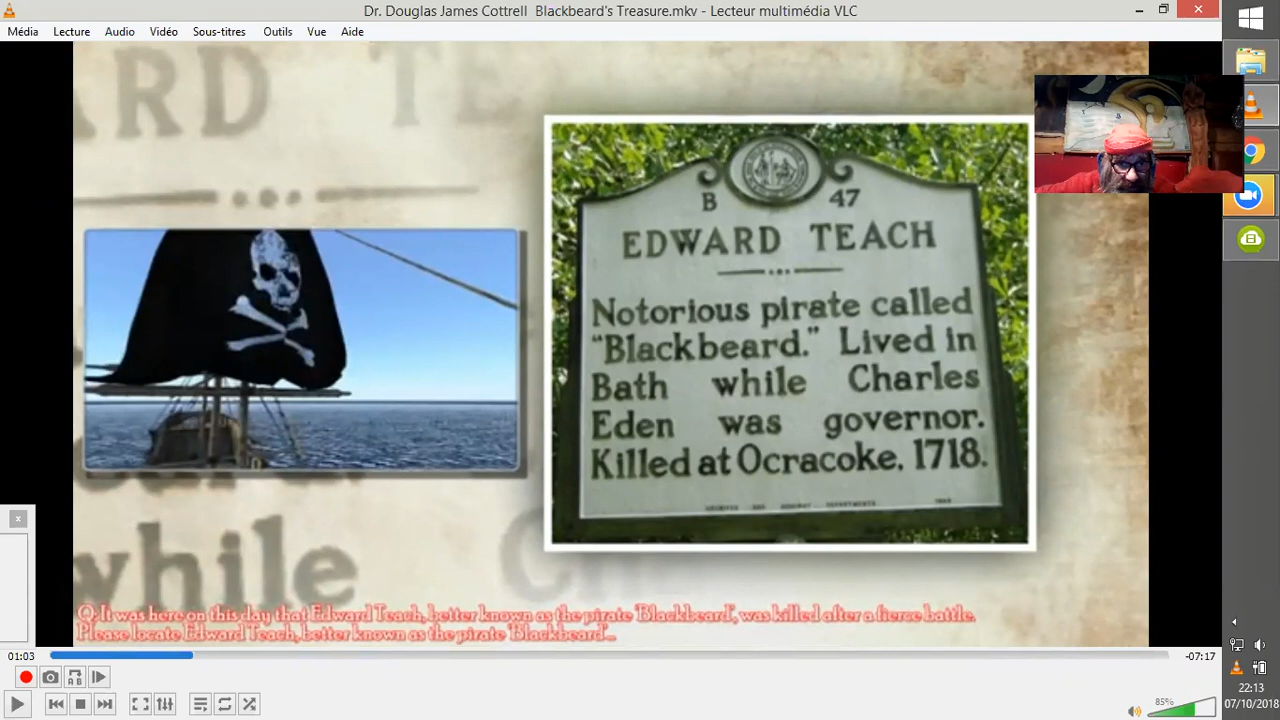 Dr. Douglas James Cottrell  Blackbeard's Treasure.mkv - Lecteur multimédia VLC
Média Lecture Audio Vidéo Sous-titres Outils Vue Aide
ARD TE
B 47
EDWARD TEACH
Notorious pirate called
“Blackbeard.” Lived in
Bath while Charles
Eden was governor.
Killed at Ocracoke, 1718.
while
Q: It was here on this day that Edward Teach, better known as the pirate 'Blackbeard', was killed after a fierce battle.
Please locate Edward Teach, better known as the pirate 'Blackbeard'...
01:03 -07:17
85%
22:13
07/10/2018